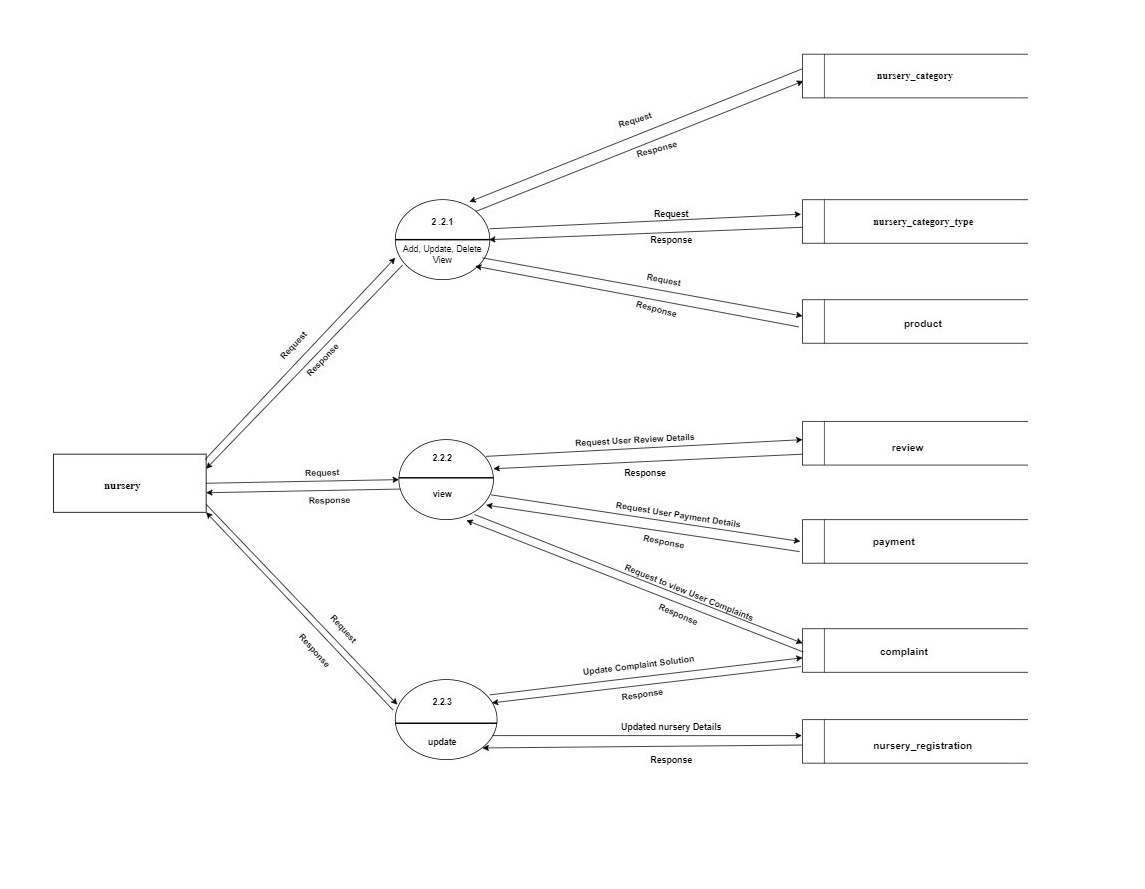 nursery_category
Request
Response
2 .2.1
Add, Update, Delete
View
Request
Response
nursery_category_type
Request
Response
product
Request
Response
nursery
Request
Response
2.2.2
view
Request User Review Details
Response
review
Request User Payment Details
Response
payment
Request to view User Complaints
Response
complaint
Request
Response
2.2.3
update
Update Complaint Solution
Response
Updated nursery Details
Response
nursery_registration